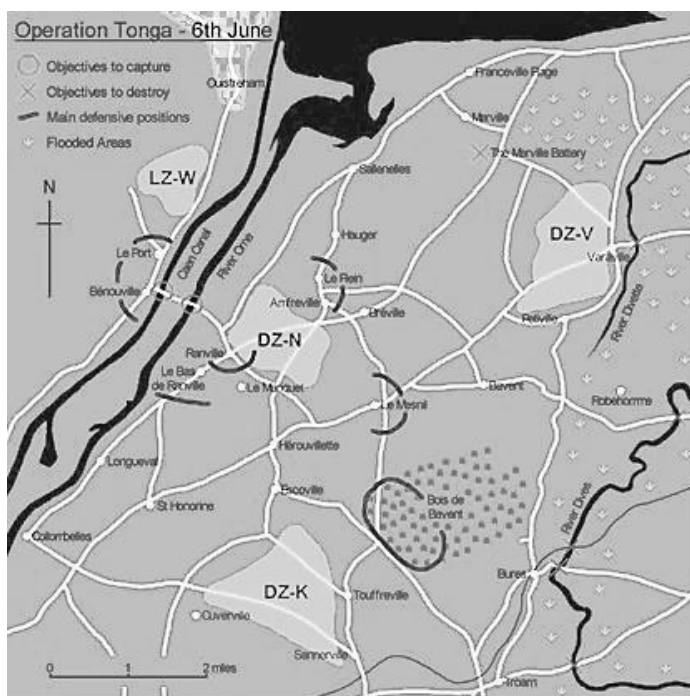 Operation Tonga - 6th June
Objectives to capture
Objectives to destroy
Main defensive positions
Flooded Areas
N
Ouistreham
Franceville Plage
Merville
The Merville Battery
LZ-W
Sallenelles
Caen Canal
River Orne
Le Port
Hauger
DZ-V
Varaville
Bénouville
Le Plein
Amfreville
Bréville
DZ-N
Petiville
River Divette
Ranville
Le Bas
de Ranville
Le Mariquet
Le Mesnil
Bavent
Robehomme
Longueval
Hérouvillette
St Honorine
Escoville
Bois de
Bavent
River Dives
Collombelles
DZ-K
Touffreville
Bures
Cuverville
Sannerville
Troarn
0 1 2 miles